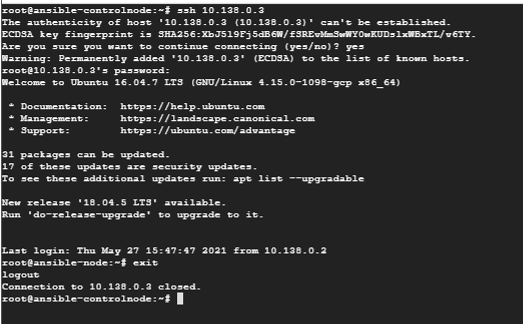 root@ansible-controlnode:~# ssh 10.138.0.3
The authenticity of host '10.138.0.3 (10.138.0.3)' can't be established.
ECDSA key fingerprint is SHA256:XbJ519Fj5dB6W/fSREvMmSwWY0wKUDslxWBxTL/v6TY.
Are you sure you want to continue connecting (yes/no)? yes
Warning: Permanently added '10.138.0.3' (ECDSA) to the list of known hosts.
root@10.138.0.3's password:
Welcome to Ubuntu 16.04.7 LTS (GNU/Linux 4.15.0-1098-gcp x86_64)
* Documentation: https://help.ubuntu.com
* Management: https://landscape.canonical.com
* Support: https://ubuntu.com/advantage
31 packages can be updated.
17 of these updates are security updates.
To see these additional updates run: apt list --upgradable
New release '18.04.5 LTS' available.
Run 'do-release-upgrade' to upgrade to it.
Last login: Thu May 27 15:47:47 2021 from 10.138.0.2
root@ansible-node:~# exit
logout
Connection to 10.138.0.3 closed.
root@ansible-controlnode:~#